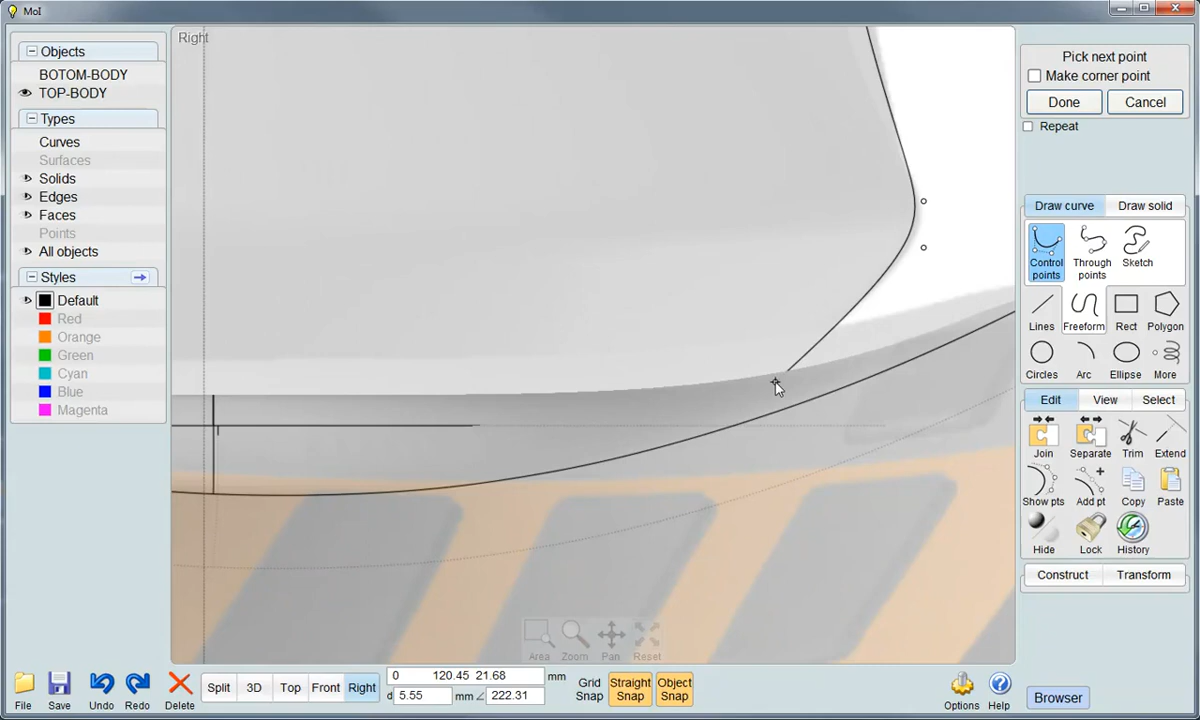 MoI
Objects
BOTOM-BODY
TOP-BODY
Types
Curves
Surfaces
Solids
Edges
Faces
Points
All objects
Styles
Default
Red
Orange
Green
Cyan
Blue
Magenta
Right
Area
Zoom
Pan
Reset
Pick next point
Make corner point
Done
Cancel
Repeat
Draw curve
Draw solid
Control points
Through points
Sketch
Lines
Freeform
Rect
Polygon
Circles
Arc
Ellipse
More
Edit
View
Select
Join
Separate
Trim
Extend
Show pts
Add pt
Copy
Paste
Hide
Lock
History
Construct
Transform
File
Save
Undo
Redo
Delete
Split
3D
Top
Front
Right
0 120.45 21.68 mm
d 5.55 mm ∠ 222.31
Grid Snap
Straight Snap
Object Snap
Options
Help
Browser